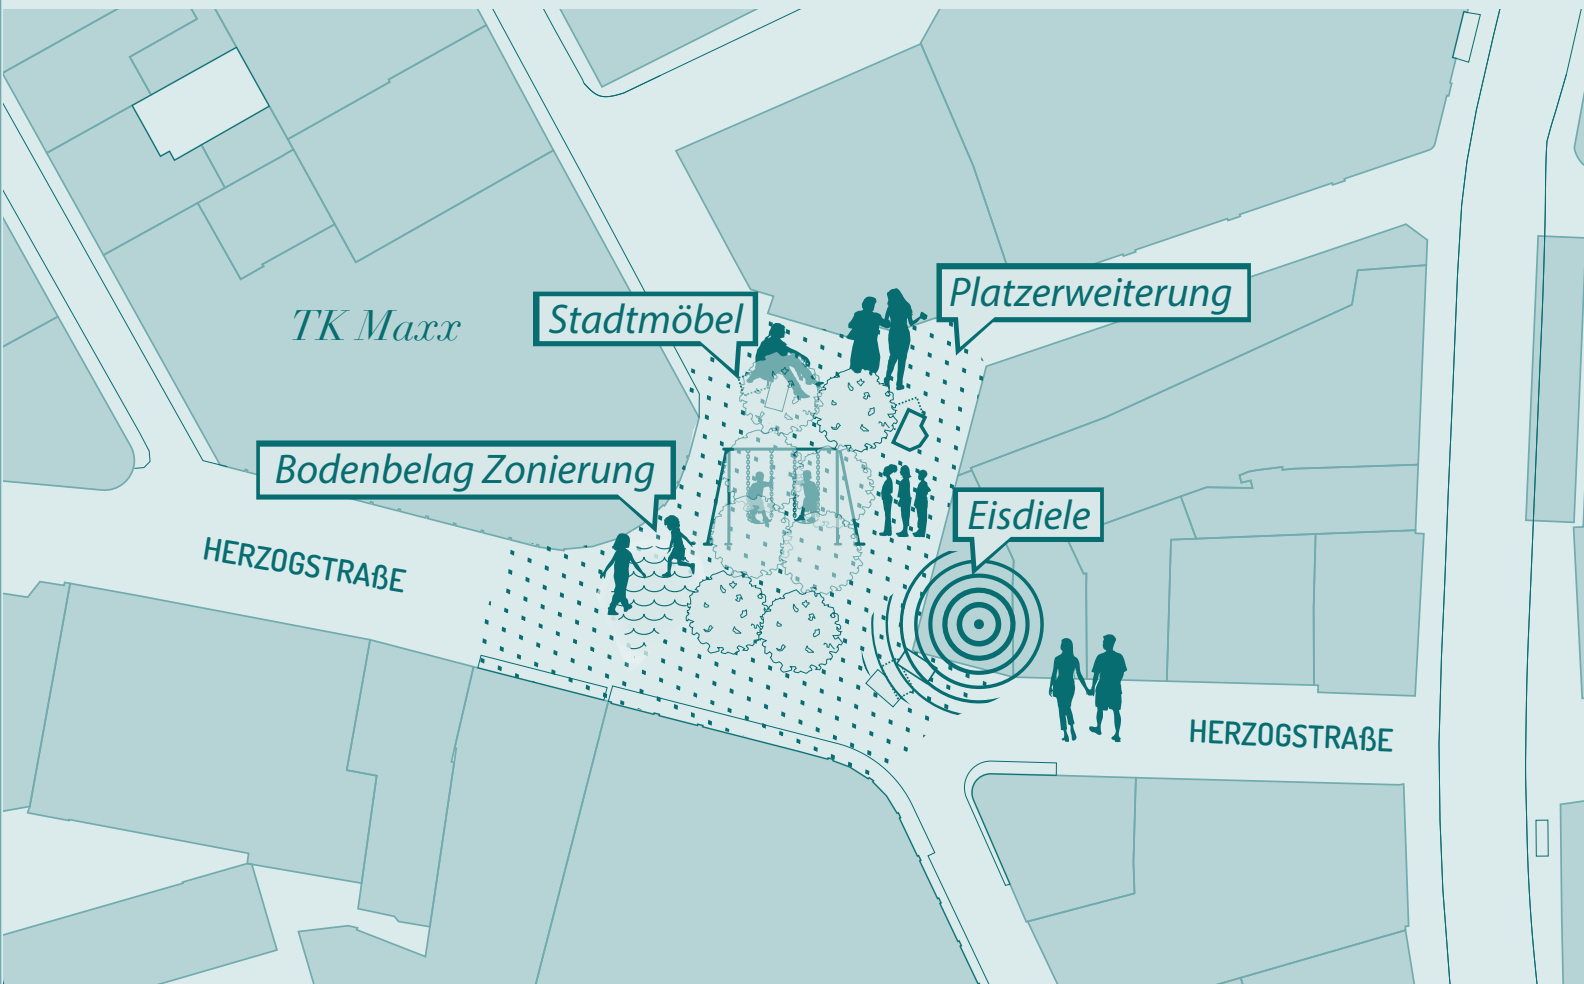 Platzerweiterung
Stadtmöbel
TK Maxx
Bodenbelag Zonierung
Eisdiele
HERZOGSTRAßE
HERZOGSTRAßE